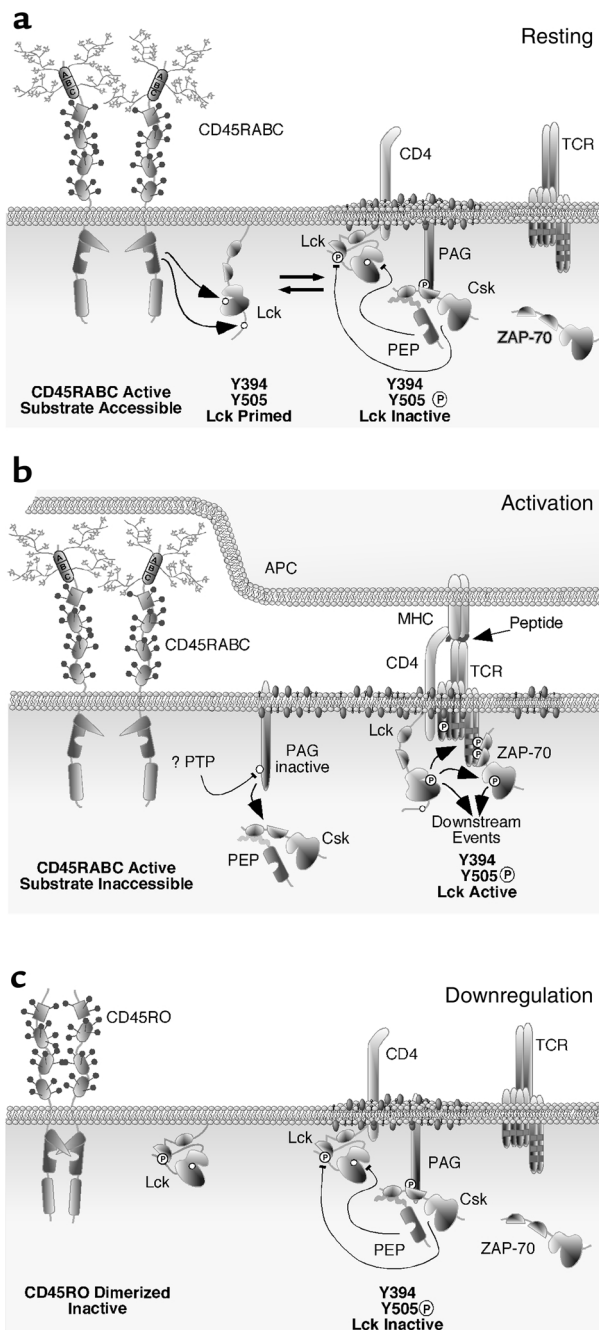 a
Resting
A
B
C
A
B
C
CD45RABC
CD4
TCR
Lck
P
PAG
P
Csk
Lck
PEP
ZAP-70
CD45RABC Active
Substrate Accessible
Y394
Y505
Lck Primed
Y394
Y505 P
Lck Inactive
b
Activation
A
B
C
A
B
C
APC
MHC
Peptide
CD45RABC
CD4
TCR
Lck
P
P
P
ZAP-70
? PTP
PAG
inactive
P
P
Downstream
Events
Csk
PEP
CD45RABC Active
Substrate Inaccessible
Y394
Y505 P
Lck Active
c
Downregulation
CD45RO
CD4
TCR
Lck
P
PAG
P
Lck
P
Csk
PEP
ZAP-70
CD45RO Dimerized
Inactive
Y394
Y505 P
Lck Inactive